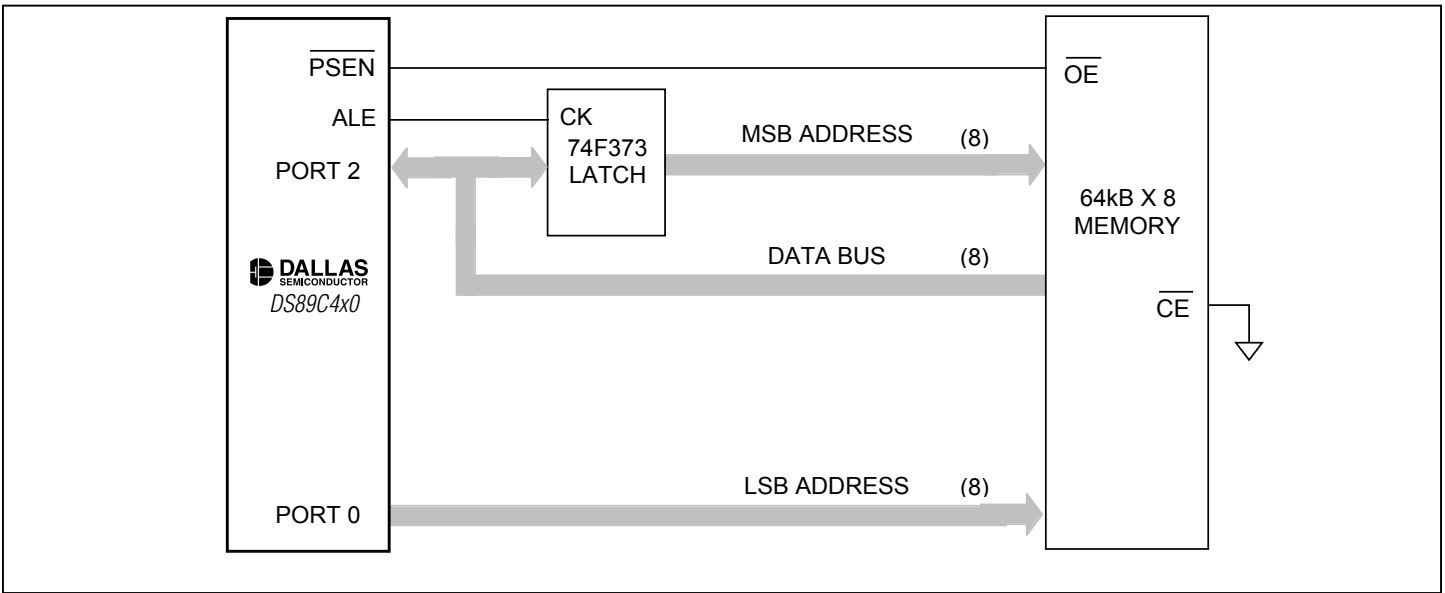 PSEN
ALE
PORT 2
DALLAS
SEMICONDUCTOR
DS89C4x0
PORT 0
CK
74F373
LATCH
MSB ADDRESS (8)
DATA BUS (8)
LSB ADDRESS (8)
OE
64kB X 8
MEMORY
CE